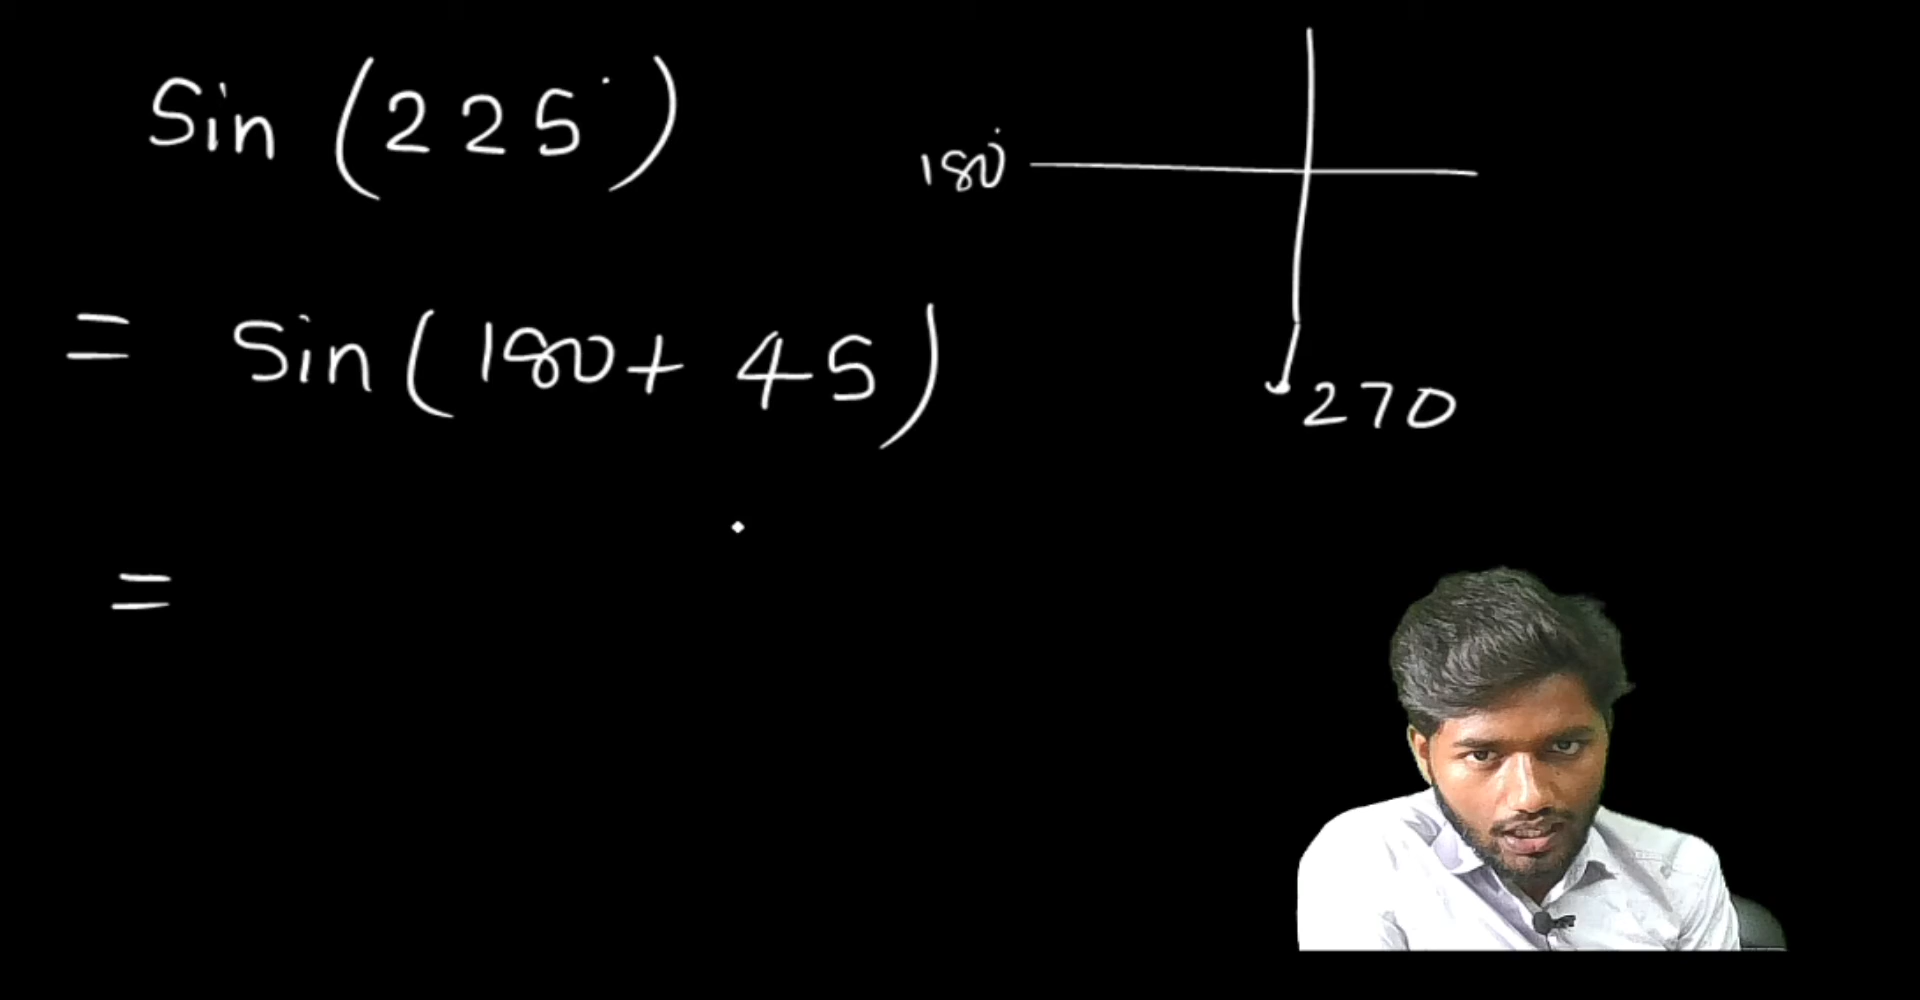 Sin (225°)
180°
= Sin(180+ 45)
270
=